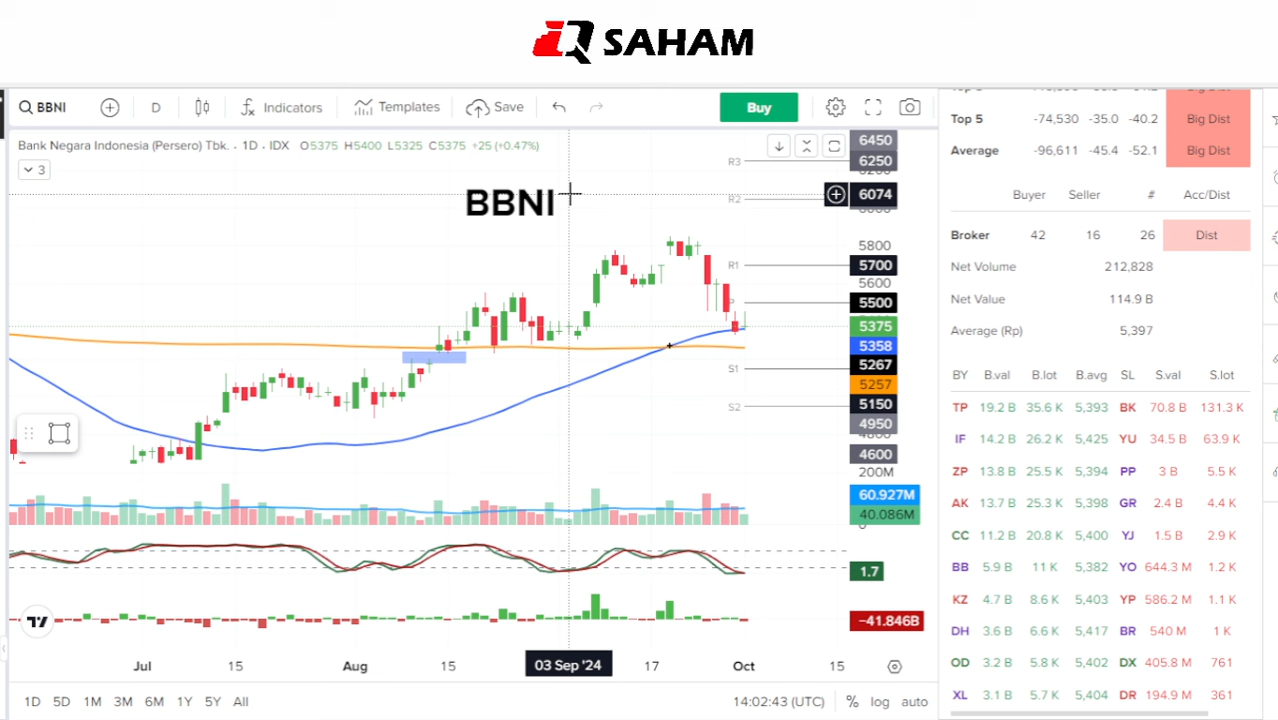 SAHAM
BBNI D Indicators Templates Save Buy
Bank Negara Indonesia (Persero) Tbk. · 1D · IDX O5375 H5400 L5325 C5375 +25 (+0.47%)
3
BBNI
R3
R2
R1
P
S1
S2
6450
6250
6074
5800
5700
5600
5500
5375
5358
5267
5257
5150
4950
4600
200M
60.927M
40.086M
0
1.7
−41.846B
Jul 15 Aug 15 03 Sep '24 17 Oct 15
1D 5D 1M 3M 6M 1Y 5Y All 14:02:43 (UTC) % log auto
Top 5 -74,530 -35.0 -40.2 Big Dist
Average -96,611 -45.4 -52.1 Big Dist
Buyer Seller # Acc/Dist
Broker 42 16 26 Dist
Net Volume 212,828
Net Value 114.9 B
Average (Rp) 5,397
BY B.val B.lot B.avg SL S.val S.lot
TP 19.2 B 35.6 K 5,393 BK 70.8 B 131.3 K
IF 14.2 B 26.2 K 5,425 YU 34.5 B 63.9 K
ZP 13.8 B 25.5 K 5,394 PP 3 B 5.5 K
AK 13.7 B 25.3 K 5,398 GR 2.4 B 4.4 K
CC 11.2 B 20.8 K 5,400 YJ 1.5 B 2.9 K
BB 5.9 B 11 K 5,382 YO 644.3 M 1.2 K
KZ 4.7 B 8.6 K 5,403 YP 586.2 M 1.1 K
DH 3.6 B 6.6 K 5,417 BR 540 M 1 K
OD 3.2 B 5.8 K 5,402 DX 405.8 M 761
XL 3.1 B 5.7 K 5,404 DR 194.9 M 361